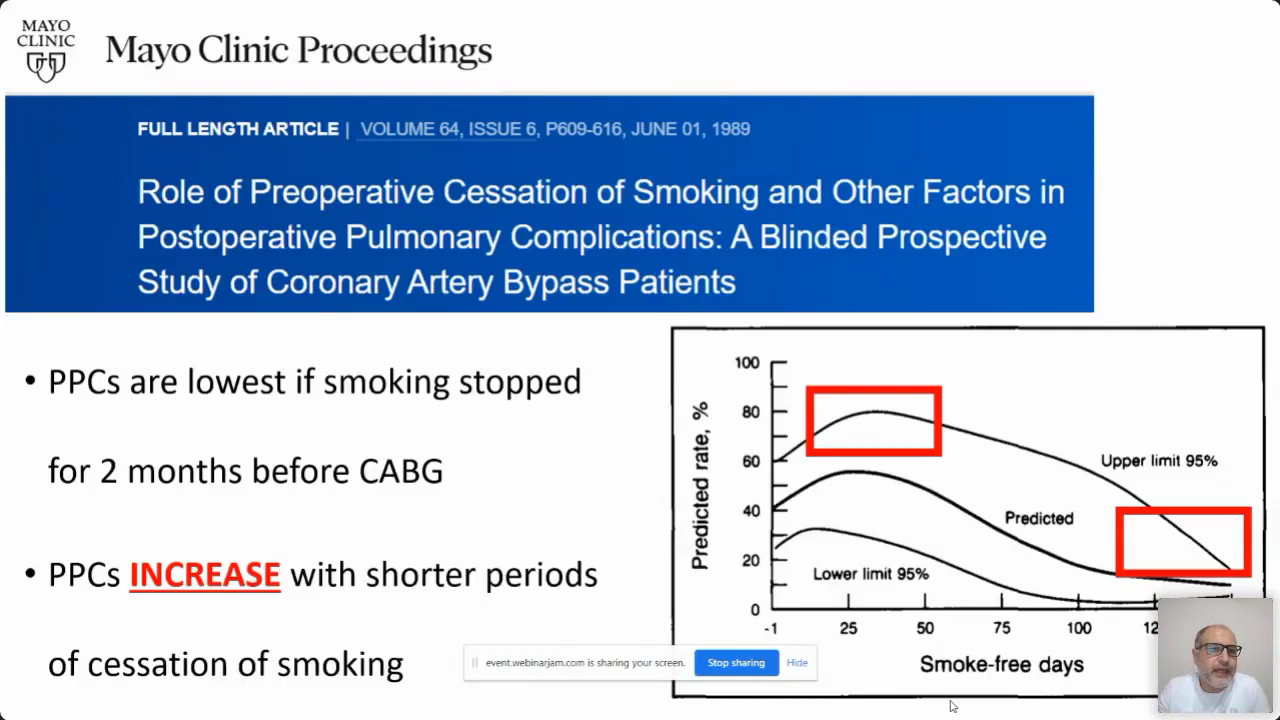 MAYO
CLINIC
Mayo Clinic Proceedings
FULL LENGTH ARTICLE | VOLUME 64, ISSUE 6, P609-616, JUNE 01, 1989
Role of Preoperative Cessation of Smoking and Other Factors in
Postoperative Pulmonary Complications: A Blinded Prospective
Study of Coronary Artery Bypass Patients
• PPCs are lowest if smoking stopped
for 2 months before CABG
• PPCs INCREASE with shorter periods
of cessation of smoking
Predicted rate, %
100
80
60
40
20
0
Upper limit 95%
Predicted
Lower limit 95%
-1 25 50 75 100
Smoke-free days
event.webinarjam.com is sharing your screen. Stop sharing Hide